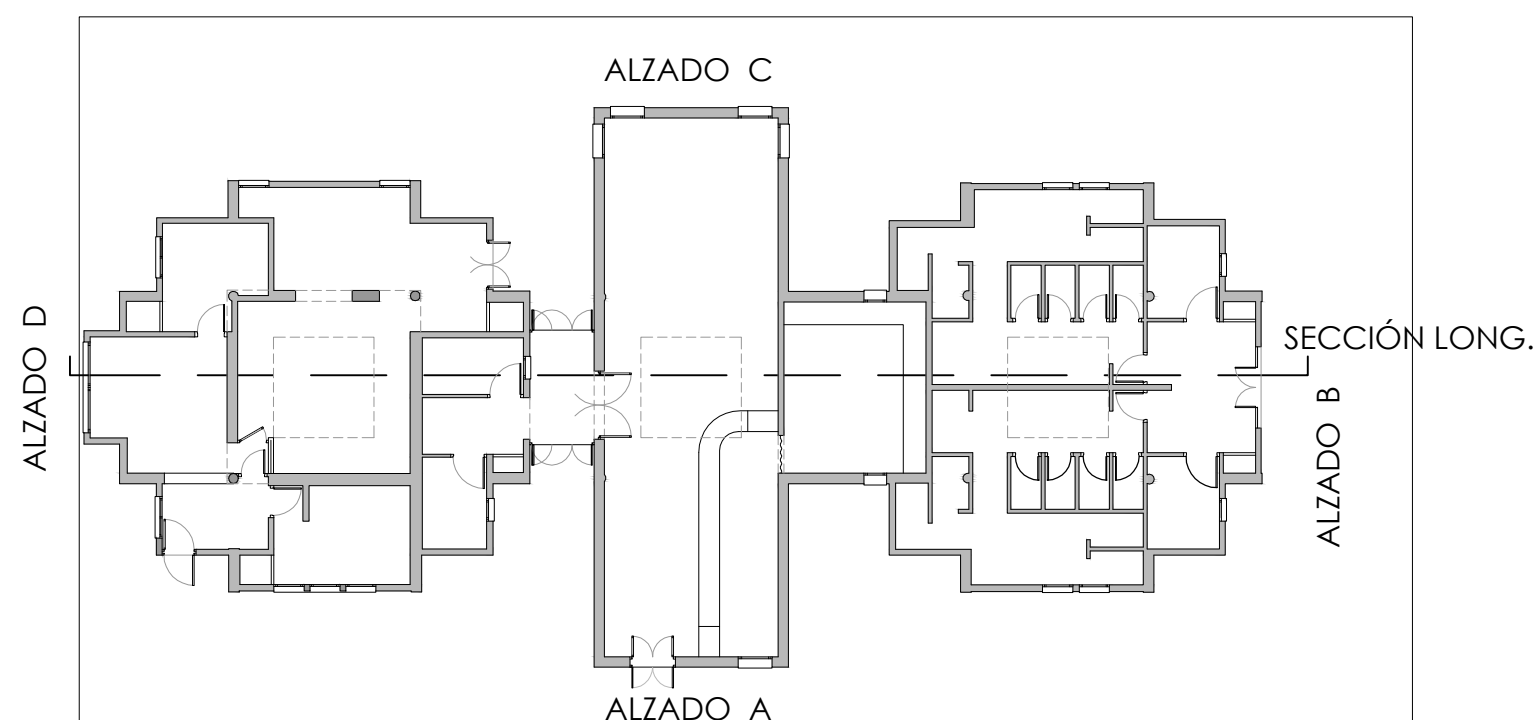 ALZADO C
ALZADO D
SECCIÓN LONG.
ALZADO B
ALZADO A